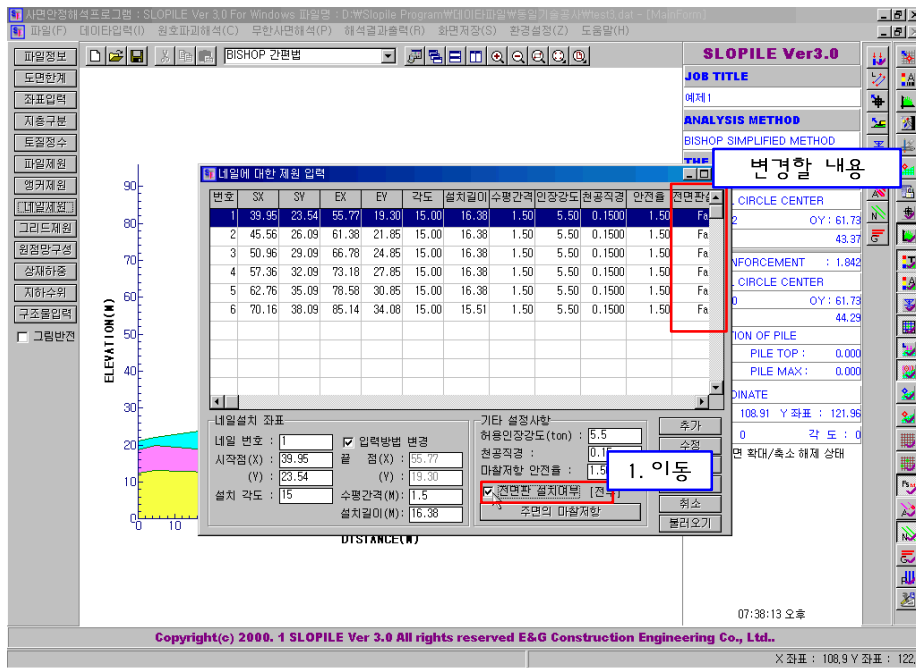 사면안정해석프로그램 : SLOPILE Ver 3,0 For Windows 파일명 : D:₩Slopile Program₩데이터파일₩동일기술공사₩test3,dat - [MainForm]
파일(F) 데이터입력(I) 원호파괴해석(C) 무한사면해석(P) 해석결과출력(R) 화면저장(S) 환경설정(Z) 도움말(H)
파일정보
BISHOP 간편법
도면한계
좌표입력
지층구분
토질정수
파일제원
앵커제원
네일제원
그리드제원
원점망구성
상재하중
지하수위
구조물입력
그림반전
SLOPILE Ver3.0
JOB TITLE
예제1
ANALYSIS METHOD
BISHOP SIMPLIFIED METHOD
변경할 내용
CIRCLE CENTER
OY : 61.73
43.37
NFORCEMENT : 1.842
CIRCLE CENTER
OY : 61.73
44.29
ION OF PILE
PILE TOP : 0.000
PILE MAX : 0.000
DINATE
108.91 Y 좌표 : 121.96
0 각 도 : 0
면 확대/축소 해제 상태
07:38:13 오후
네일에 대한 제원 입력
번호 SX SY EX EY 각도 설치길이 수평간격 인장강도 천공직경 안전율 전면판
1 39.95 23.54 55.77 19.30 15.00 16.38 1.50 5.50 0.1500 1.50 Fa
2 45.56 26.09 61.38 21.85 15.00 16.38 1.50 5.50 0.1500 1.50 Fa
3 50.96 29.09 66.78 24.85 15.00 16.38 1.50 5.50 0.1500 1.50 Fa
4 57.36 32.09 73.18 27.85 15.00 16.38 1.50 5.50 0.1500 1.50 Fa
5 62.76 35.09 78.58 30.85 15.00 16.38 1.50 5.50 0.1500 1.50 Fa
6 70.16 38.09 85.14 34.08 15.00 15.51 1.50 5.50 0.1500 1.50 Fa
네일설치 좌표
네일 번호 : 1 입력방법 변경
시작점(X) : 39.95 끝 점(X) : 55.77
(Y) : 23.54 (Y) : 19.30
설치 각도 : 15 수평간격(M): 1.5
설치길이(M): 16.38
기타 설정사항
허용인장강도(ton) : 5.5
천공직경 :
마찰저항 안전율 :
전면판 설치여부
주면의 마찰저항
추가
수정
취소
불러오기
1. 이동
ELEVATION(M)
90
80
70
60
50
40
30
20
10
0
0 10
DISTANCE(M)
Copyright(c) 2000. 1 SLOPILE Ver 3.0 All rights reserved E&G Construction Engineering Co., Ltd..
X 좌표 : 108,9 Y 좌표 : 122,